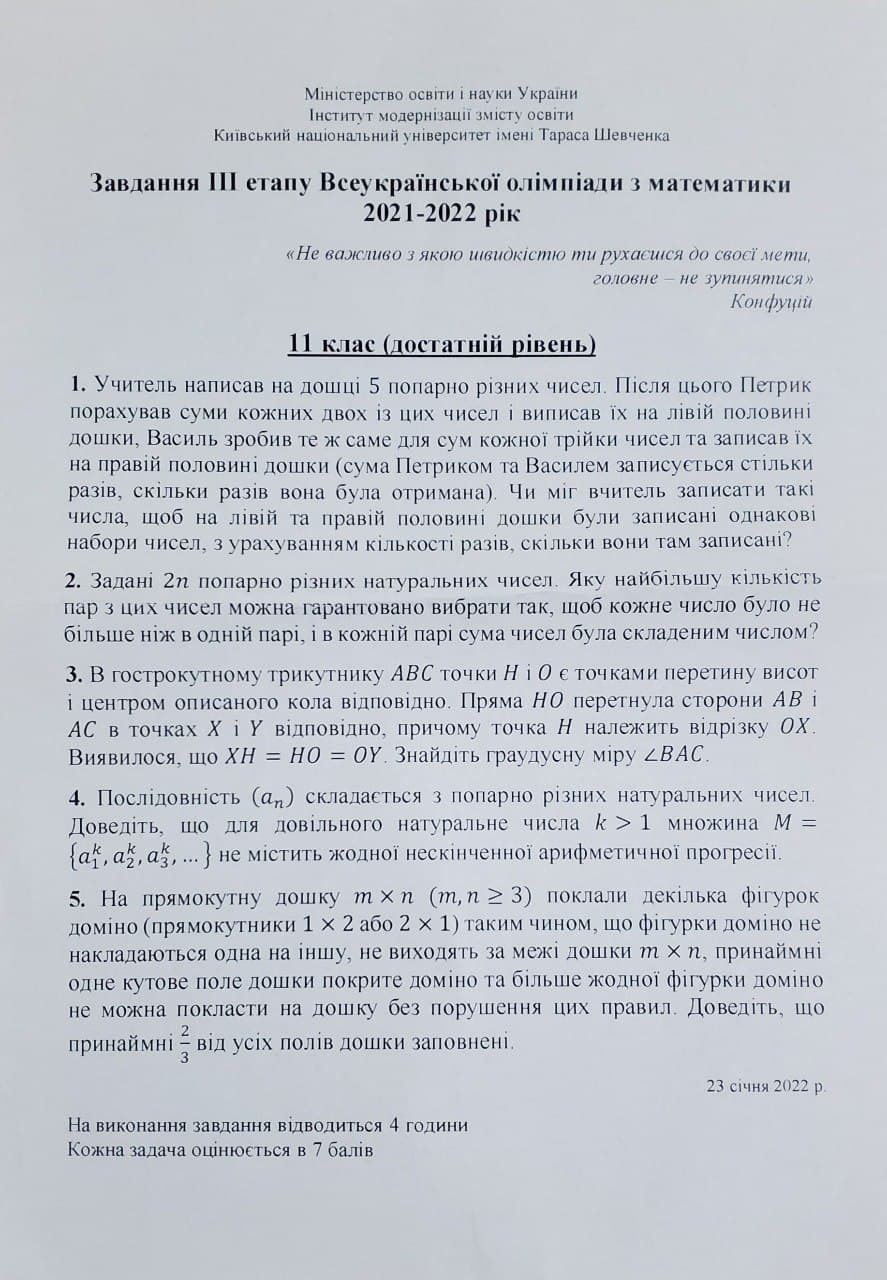 Міністерство освіти і науки України
Інститут модернізації змісту освіти
Київський національний університет імені Тараса Шевченка
Завдання III етапу Всеукраїнської олімпіади з математики
2021-2022 рік
«Не важливо з якою швидкістю ти рухаєшся до своєї мети,
головне – не зупинятися»
Конфуцій
11 клас (достатній рівень)
1. Учитель написав на дошці 5 попарно різних чисел. Після цього Петрик
порахував суми кожних двох із цих чисел і виписав їх на лівій половині
дошки, Василь зробив те ж саме для сум кожної трійки чисел та записав їх
на правій половині дошки (сума Петриком та Василем записується стільки
разів, скільки разів вона була отримана). Чи міг вчитель записати такі
числа, щоб на лівій та правій половині дошки були записані однакові
набори чисел, з урахуванням кількості разів, скільки вони там записані?
2. Задані 2n попарно різних натуральних чисел. Яку найбільшу кількість
пар з цих чисел можна гарантовано вибрати так, щоб кожне число було не
більше ніж в одній парі, і в кожній парі сума чисел була складеним числом?
3. В гострокутному трикутнику ABC точки H і O є точками перетину висот
і центром описаного кола відповідно. Пряма HO перетнула сторони AB і
AC в точках X і Y відповідно, причому точка H належить відрізку OX.
Виявилося, що XH = HO = OY. Знайдіть граудусну міру ∠BAC.
4. Послідовність (aₙ) складається з попарно різних натуральних чисел.
Доведіть, що для довільного натуральне числа k > 1 множина M =
{a₁ᵏ, a₂ᵏ, a₃ᵏ, … } не містить жодної нескінченної арифметичної прогресії.
5. На прямокутну дошку m × n (m, n ≥ 3) поклали декілька фігурок
доміно (прямокутники 1 × 2 або 2 × 1) таким чином, що фігурки доміно не
накладаються одна на іншу, не виходять за межі дошки m × n, принаймні
одне кутове поле дошки покрите доміно та більше жодної фігурки доміно
не можна покласти на дошку без порушення цих правил. Доведіть, що
принаймні 2/3 від усіх полів дошки заповнені.
23 січня 2022 р.
На виконання завдання відводиться 4 години
Кожна задача оцінюється в 7 балів